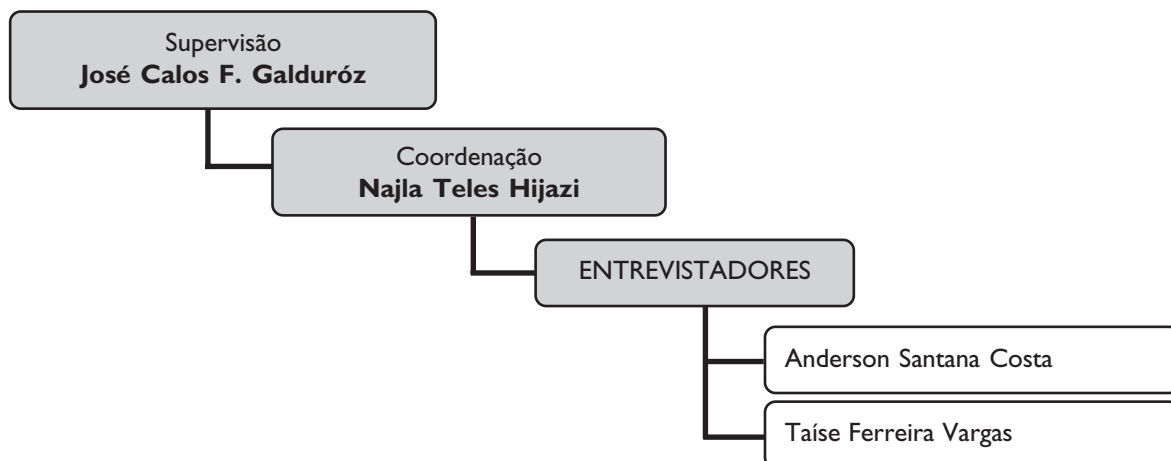 Supervisão
José Calos F. Galduróz
Coordenação
Najla Teles Hijazi
ENTREVISTADORES
Anderson Santana Costa
Taíse Ferreira Vargas